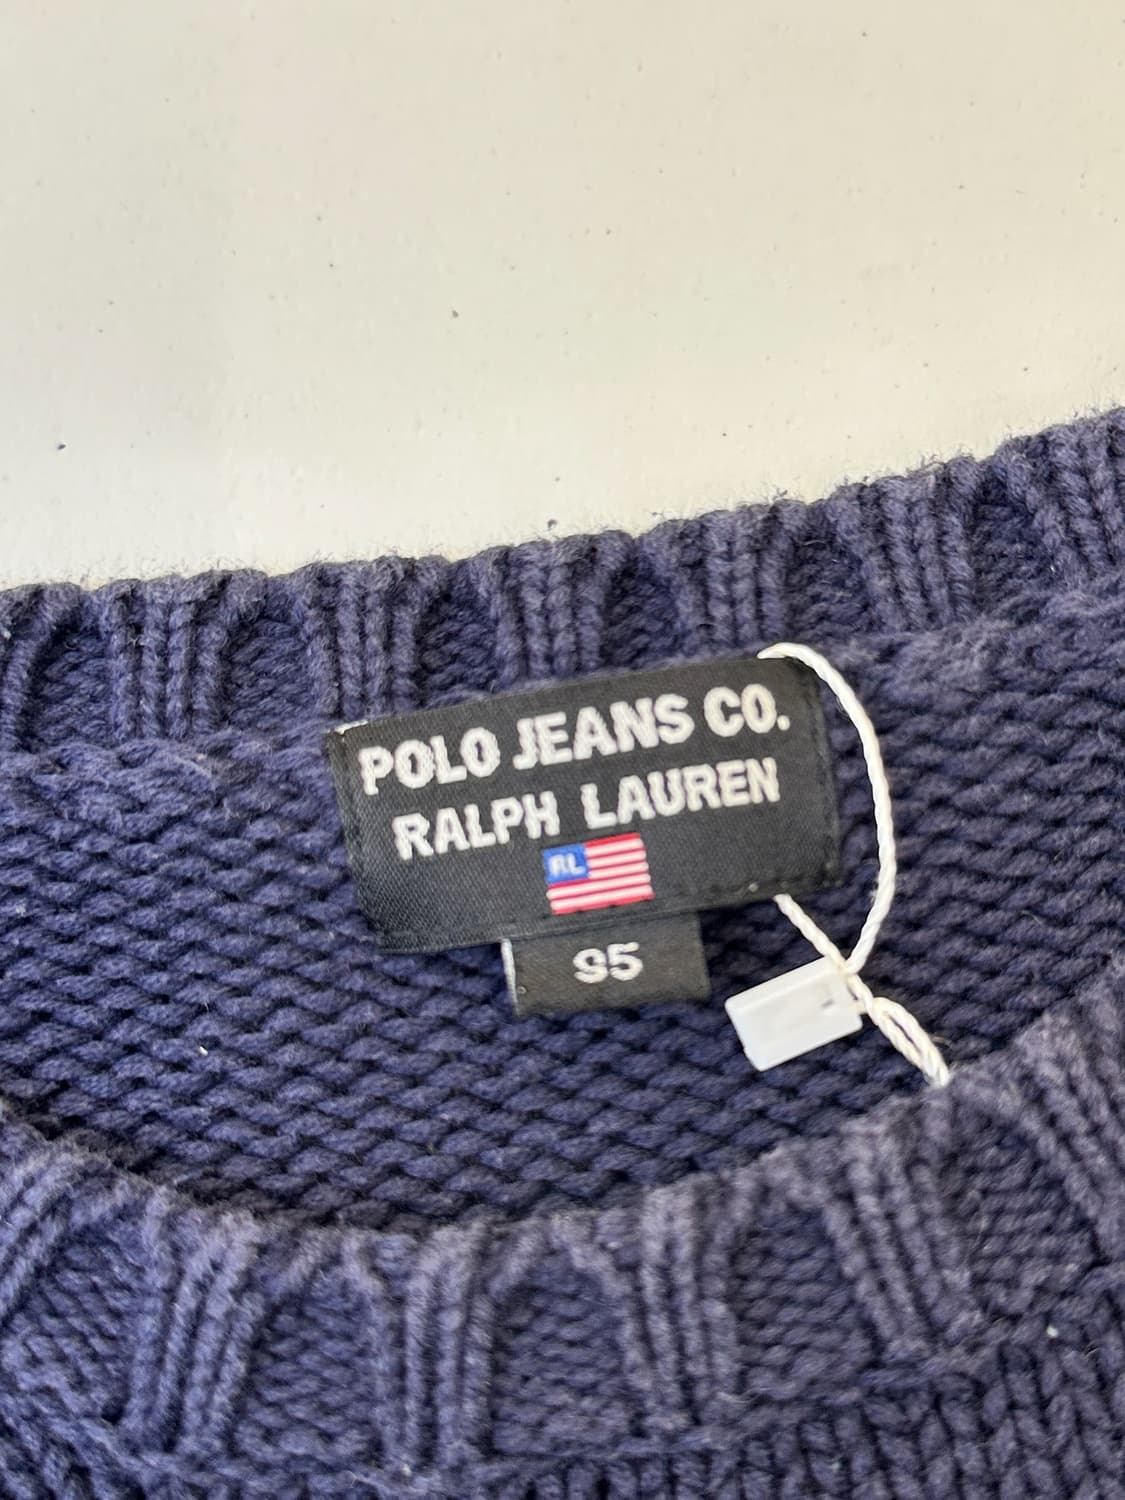 POLO JEANS CO.
RALPH LAUREN
RL
95